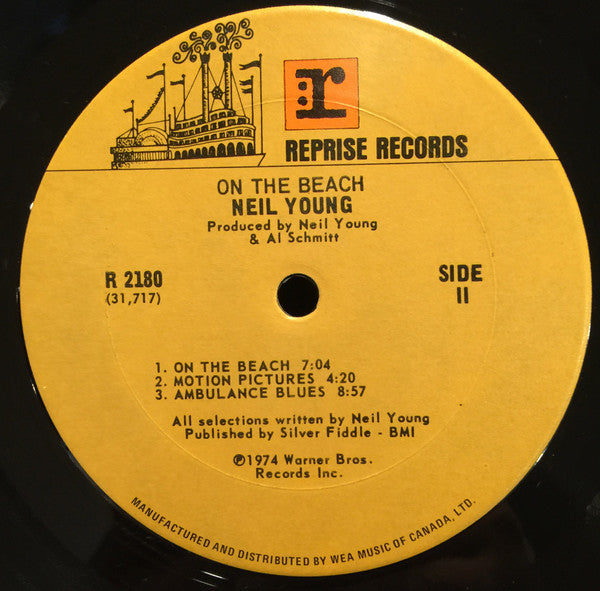 r
REPRISE RECORDS
ON THE BEACH
NEIL YOUNG
Produced by Neil Young
& Al Schmitt
R 2180
(31,717)
SIDE
II
1. ON THE BEACH 7:04
2. MOTION PICTURES 4:20
3. AMBULANCE BLUES 8:57
All selections written by Neil Young
Published by Silver Fiddle - BMI
℗1974 Warner Bros.
Records Inc.
MANUFACTURED AND DISTRIBUTED BY WEA MUSIC OF CANADA, LTD.